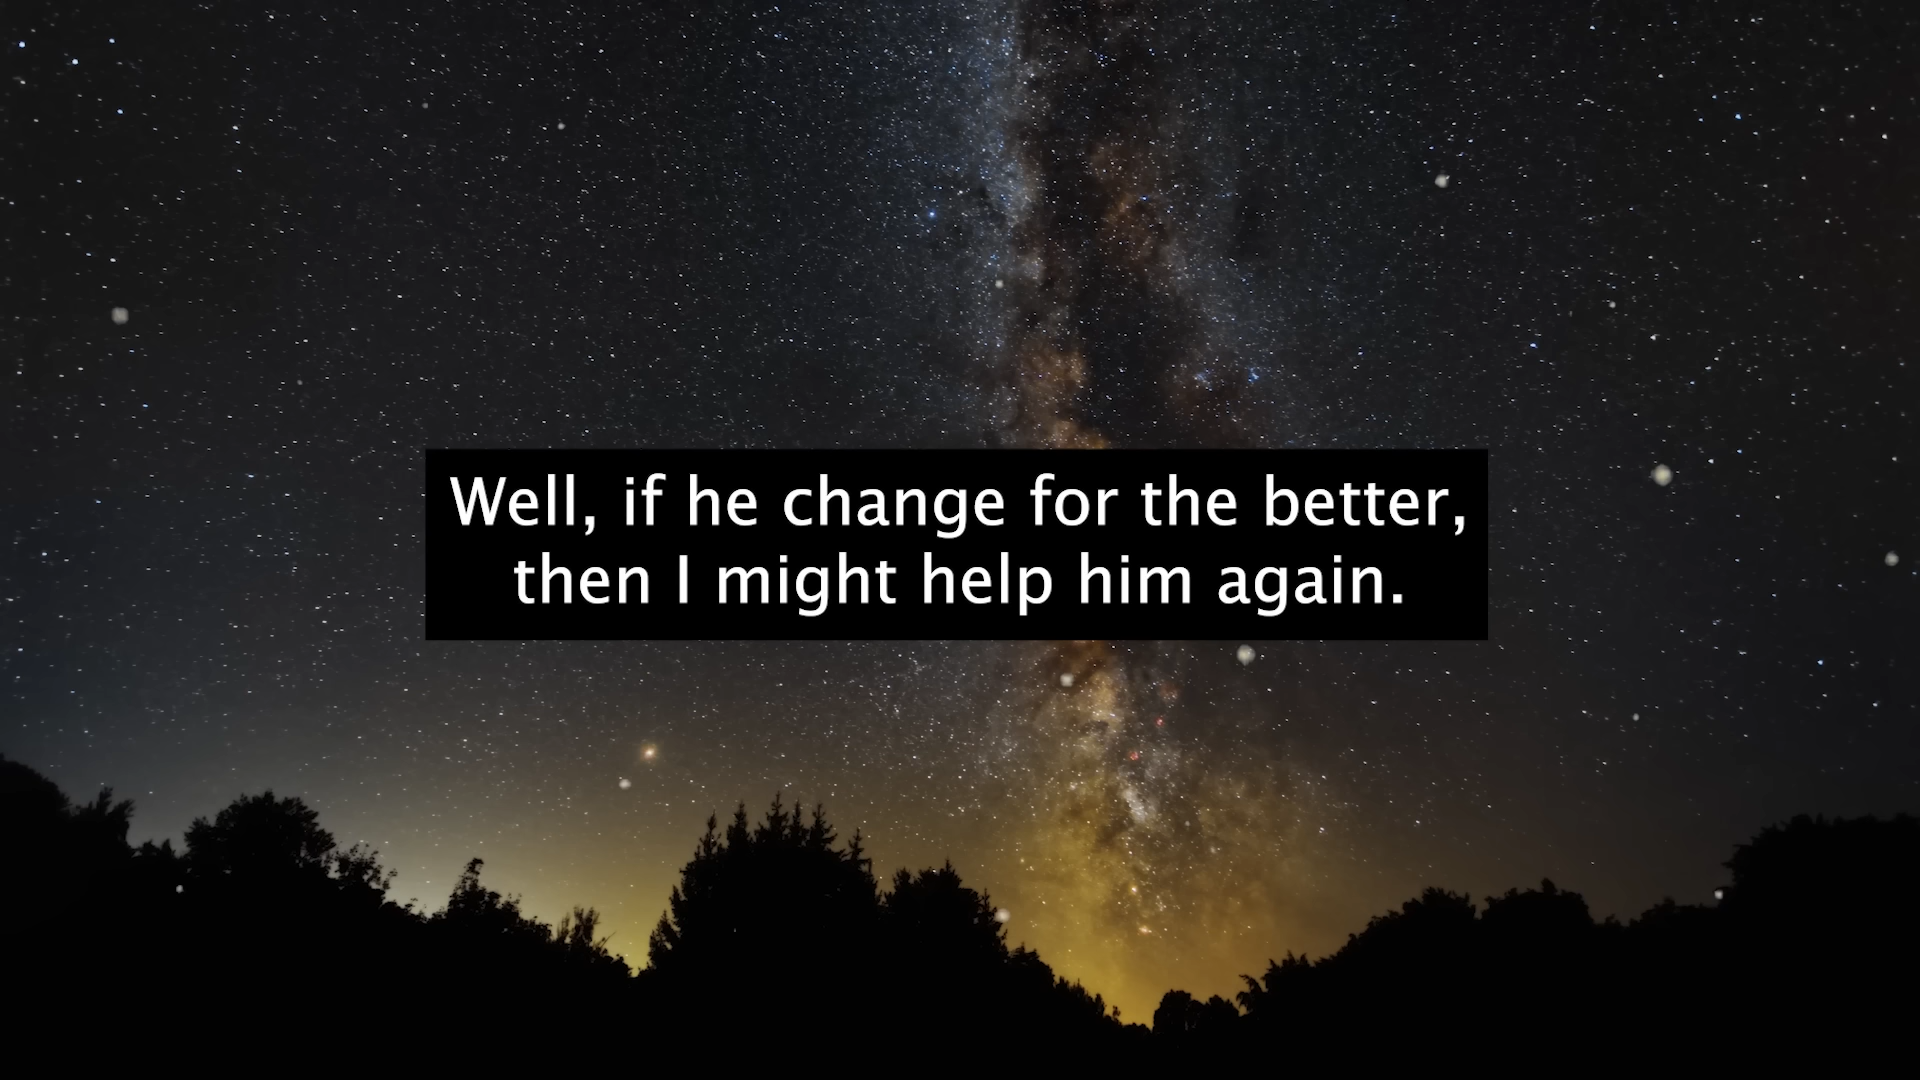 Well, if he change for the better,
then I might help him again.